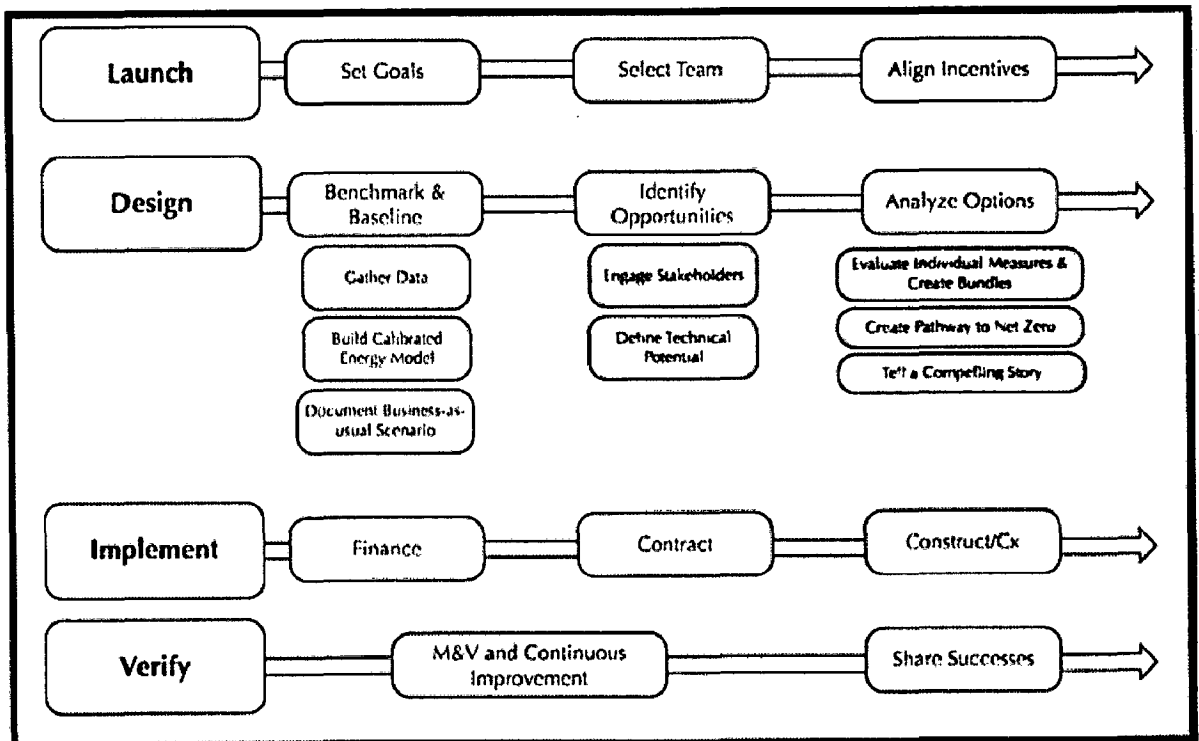 Launch
Set Goals
Select Team
Align Incentives
Design
Benchmark &
Baseline
Identify
Opportunities
Analyze Options
Gather Data
Build Calibrated
Energy Model
Document Business-as-
usual Scenario
Engage Stakeholders
Define Technical
Potential
Evaluate Individual Measures &
Create Bundles
Create Pathway to Net Zero
Tell a Compelling Story
Implement
Finance
Contract
Construct/Cx
Verify
M&V and Continuous
Improvement
Share Successes